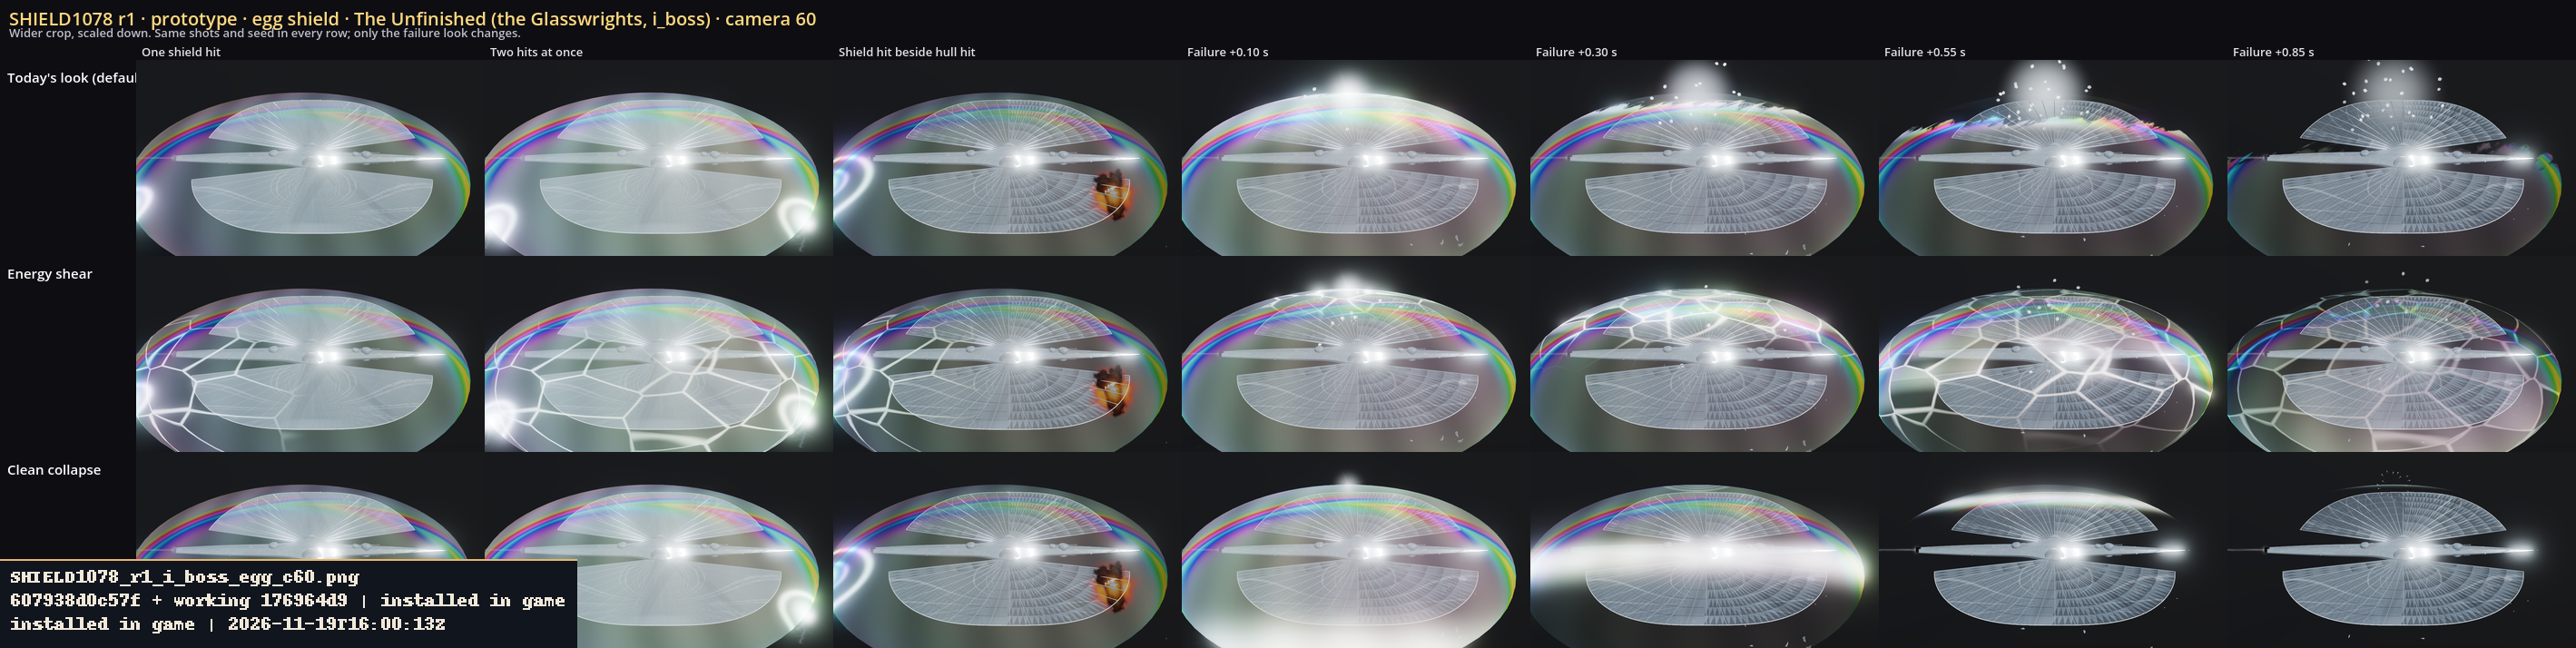 SHIELD1078 r1 · prototype · egg shield · The Unfinished (the Glasswrights, i_boss) · camera 60
Wider crop, scaled down. Same shots and seed in every row; only the failure look changes.
One shield hit
Two hits at once
Shield hit beside hull hit
Failure +0.10 s
Failure +0.30 s
Failure +0.55 s
Failure +0.85 s
Today's look (defaul
Energy shear
Clean collapse
SHIELD1078_r1_i_boss_egg_c60.png
607938d0c57f + working 176964d9 | installed in game
installed in game | 2026-11-19T16:00:13Z